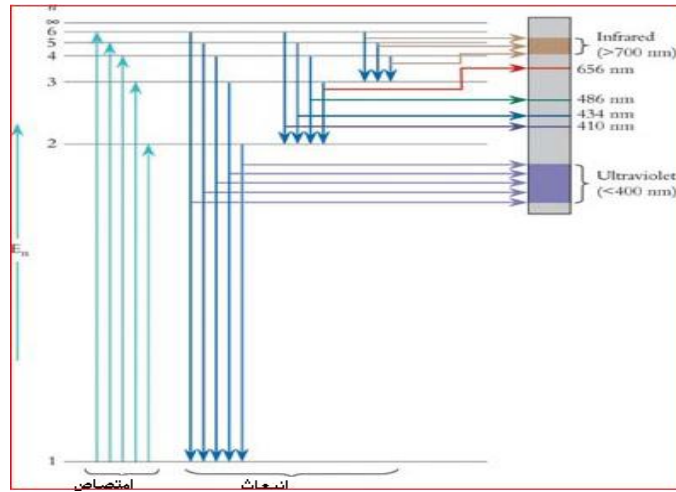 n
∞
6
5
4
3
2
1
En
Infrared
(>700 nm)
656 nm
486 nm
434 nm
410 nm
Ultraviolet
(<400 nm)
امتصاص
انبعاث